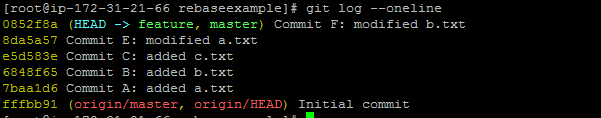 [root@ip-172-31-21-66 rebaseexample]# git log --oneline
0852f8a (HEAD -> feature, master) Commit F: modified b.txt
8da5a57 Commit E: modified a.txt
e5d583e Commit C: added c.txt
6848f65 Commit B: added b.txt
7baa1d6 Commit A: added a.txt
fffbb91 (origin/master, origin/HEAD) Initial commit
[root@ip-172-31-21-66 rebaseexample]#